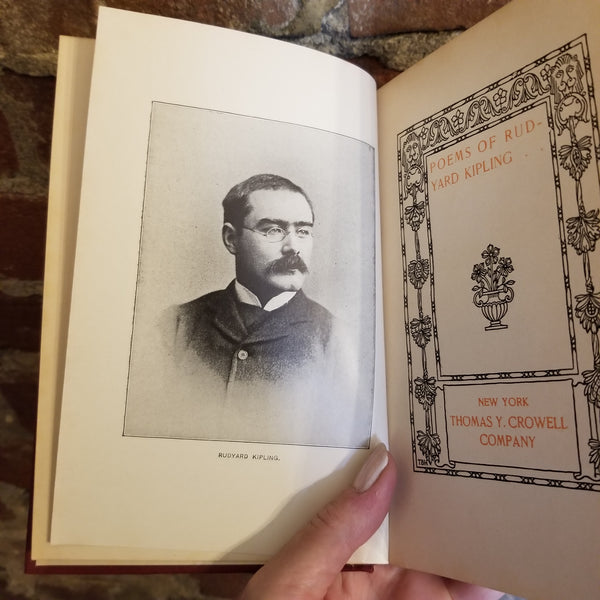 RUDYARD KIPLING.
POEMS OF RUD-
YARD KIPLING
NEW YORK
THOMAS Y. CROWELL
COMPANY